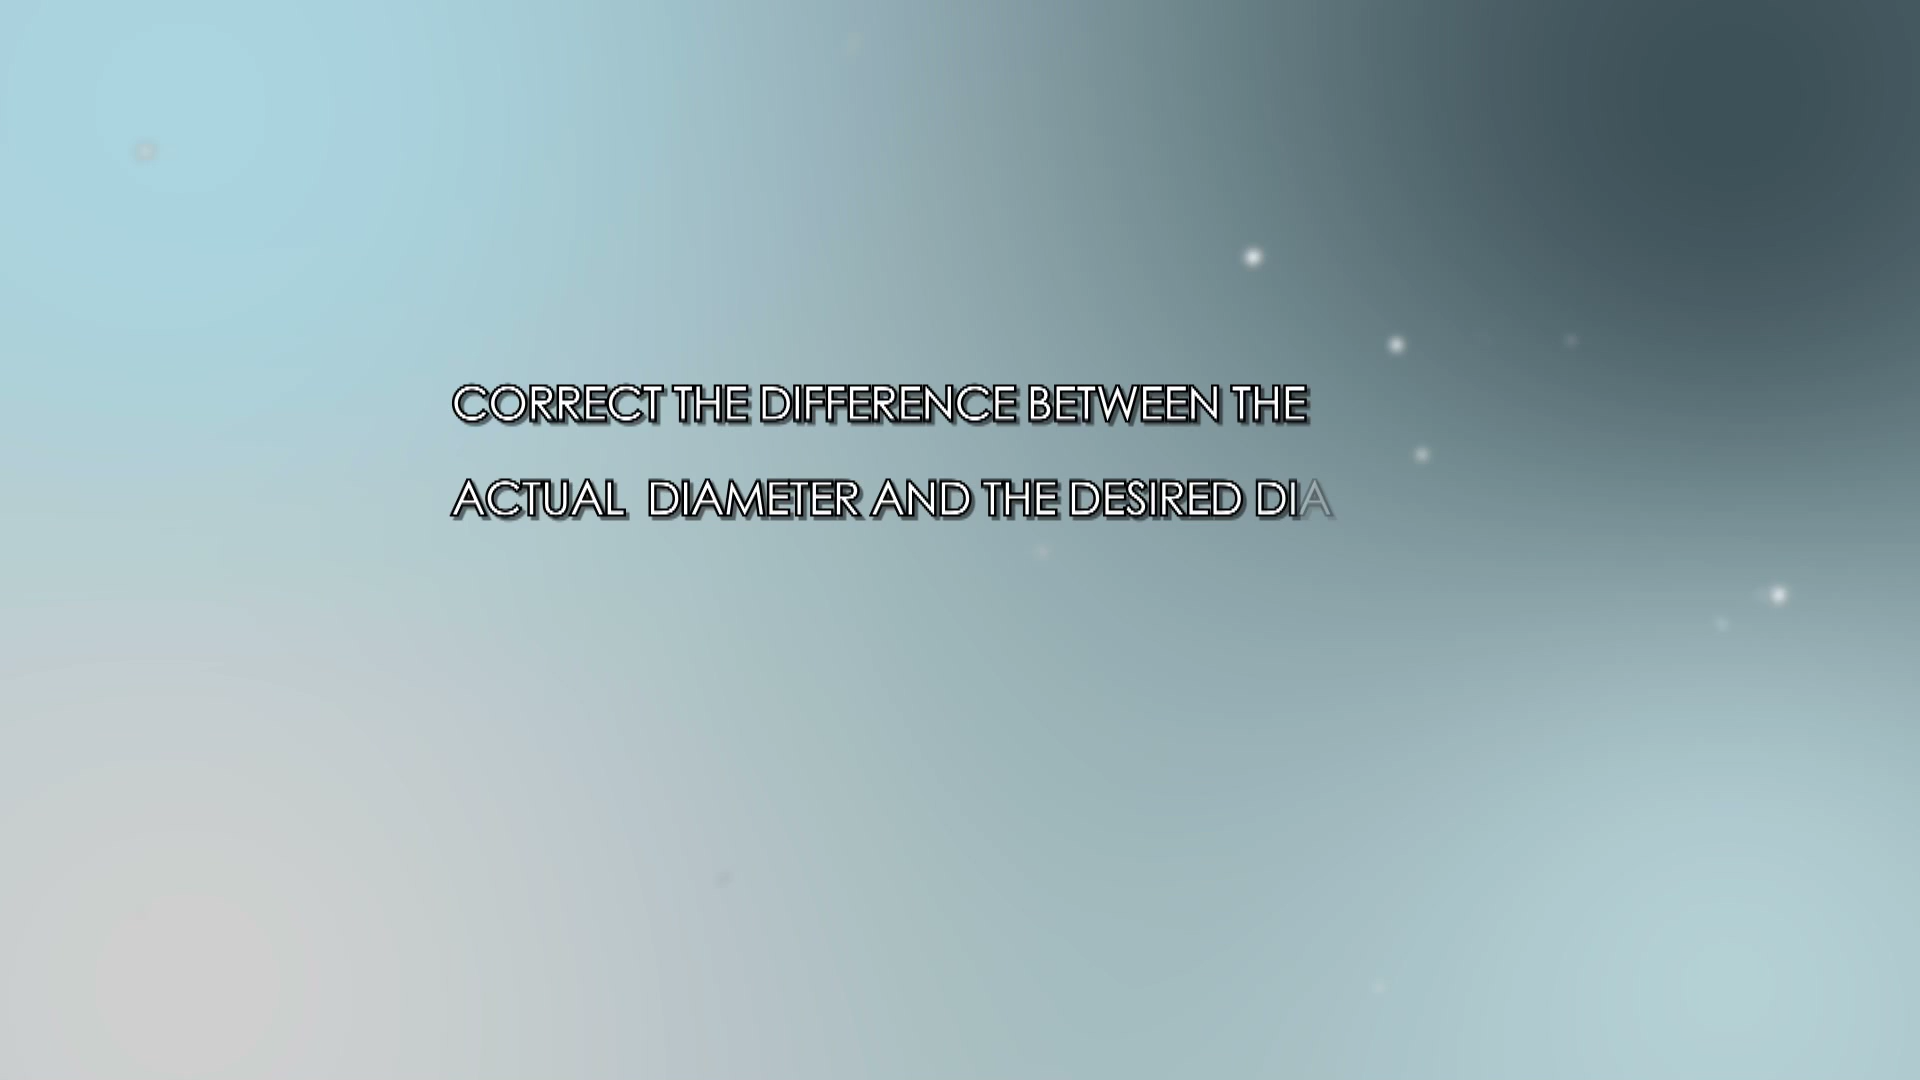 CORRECT THE DIFFERENCE BETWEEN THE
ACTUAL  DIAMETER AND THE DESIRED DIA